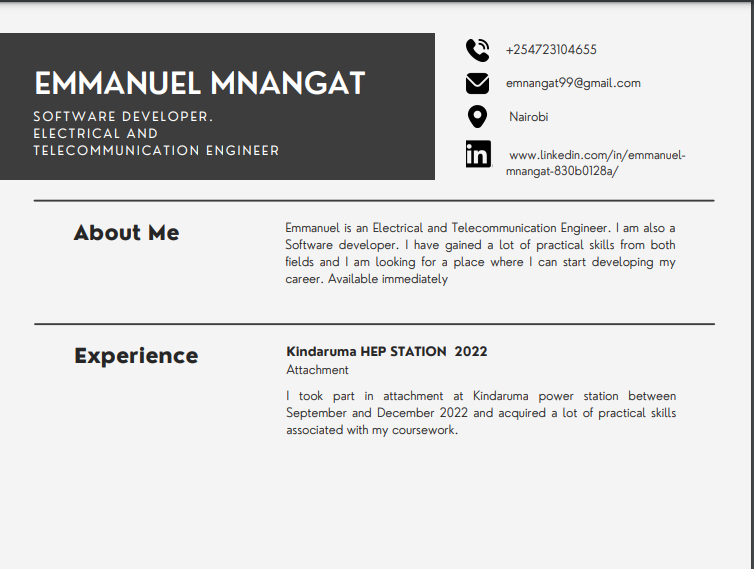 EMMANUEL MNANGAT
SOFTWARE DEVELOPER.
ELECTRICAL AND
TELECOMMUNICATION ENGINEER
+254723104655
emnangat99@gmail.com
Nairobi
in
www.linkedin.com/in/emmanuel-
mnangat-830b0128a/
About Me
Emmanuel is an Electrical and Telecommunication Engineer. I am also a
Software developer. I have gained a lot of practical skills from both
fields and I am looking for a place where I can start developing my
career. Available immediately
Experience
Kindaruma HEP STATION 2022
Attachment
I took part in attachment at Kindaruma power station between
September and December 2022 and acquired a lot of practical skills
associated with my coursework.